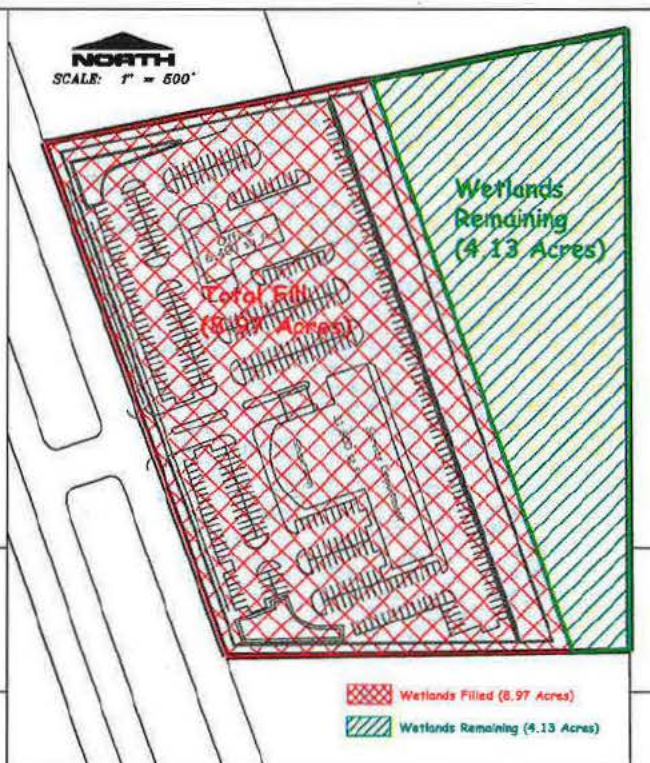 NORTH
SCALE: 1" = 500'
Wetlands
Remaining
(4.13 Acres)
Total Fill
(8.97 Acres)
Wetlands Filled (8.97 Acres)
Wetlands Remaining (4.13 Acres)